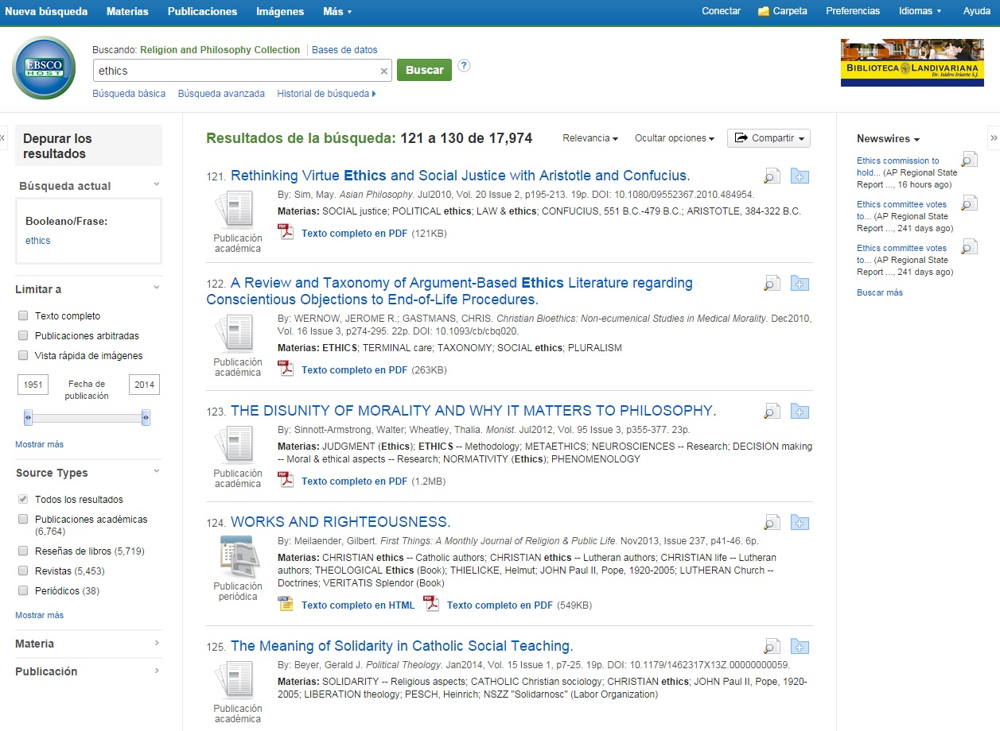 Nueva búsqueda Materias Publicaciones Imágenes Más Conectar Carpeta Preferencias Idiomas Ayuda
EBSCO
HOST
Buscando: Religion and Philosophy Collection Bases de datos
ethics × Buscar ?
Búsqueda básica Búsqueda avanzada Historial de búsqueda
BIBLIOTECA LANDIVARIANA
Dr. Isidro Iriarte S.J.
Depurar los
resultados
Búsqueda actual
Booleano/Frase:
ethics
Limitar a
Texto completo
Publicaciones arbitradas
Vista rápida de imágenes
1951 Fecha de publicación 2014
Mostrar más
Source Types
Todos los resultados
Publicaciones académicas
(6,764)
Reseñas de libros (5,719)
Revistas (5,453)
Periódicos (38)
Mostrar más
Materia
Publicación
Resultados de la búsqueda: 121 a 130 de 17,974 Relevancia Ocultar opciones Compartir
121. Rethinking Virtue Ethics and Social Justice with Aristotle and Confucius.
By: Sim, May. Asian Philosophy. Jul2010, Vol. 20 Issue 2, p195-213. 19p. DOI: 10.1080/09552367.2010.484954.
Materias: SOCIAL justice; POLITICAL ethics; LAW & ethics; CONFUCIUS, 551 B.C.-479 B.C.; ARISTOTLE, 384-322 B.C.
Publicación
académica
PDF Texto completo en PDF (121KB)
122. A Review and Taxonomy of Argument-Based Ethics Literature regarding
Conscientious Objections to End-of-Life Procedures.
By: WERNOW, JEROME R.; GASTMANS, CHRIS. Christian Bioethics: Non-ecumenical Studies in Medical Morality. Dec2010,
Vol. 16 Issue 3, p274-295. 22p. DOI: 10.1093/cb/cbq020.
Materias: ETHICS; TERMINAL care; TAXONOMY; SOCIAL ethics; PLURALISM
Publicación
académica
PDF Texto completo en PDF (263KB)
123. THE DISUNITY OF MORALITY AND WHY IT MATTERS TO PHILOSOPHY.
By: Sinnott-Armstrong, Walter; Wheatley, Thalia. Monist. Jul2012, Vol. 95 Issue 3, p355-377. 23p.
Materias: JUDGMENT (Ethics); ETHICS -- Methodology; METAETHICS; NEUROSCIENCES -- Research; DECISION making
-- Moral & ethical aspects -- Research; NORMATIVITY (Ethics); PHENOMENOLOGY
Publicación
académica
PDF Texto completo en PDF (1.2MB)
124. WORKS AND RIGHTEOUSNESS.
By: Meilaender, Gilbert. First Things: A Monthly Journal of Religion & Public Life. Nov2013, Issue 237, p41-46. 6p.
Materias: CHRISTIAN ethics -- Catholic authors; CHRISTIAN ethics -- Lutheran authors; CHRISTIAN life -- Lutheran
authors; THEOLOGICAL Ethics (Book); THIELICKE, Helmut; JOHN Paul II, Pope, 1920-2005; LUTHERAN Church --
Doctrines; VERITATIS Splendor (Book)
Publicación
periódica
Texto completo en HTML PDF Texto completo en PDF (549KB)
125. The Meaning of Solidarity in Catholic Social Teaching.
By: Beyer, Gerald J. Political Theology. Jan2014, Vol. 15 Issue 1, p7-25. 19p. DOI: 10.1179/1462317X13Z.00000000059.
Materias: SOLIDARITY -- Religious aspects; CATHOLIC Christian sociology; CHRISTIAN ethics; JOHN Paul II, Pope, 1920-
2005; LIBERATION theology; PESCH, Heinrich; NSZZ "Solidarnosc" (Labor Organization)
Publicación
académica
Newswires
Ethics commission to
hold... (AP Regional State
Report ..., 16 hours ago)
Ethics committee votes
to... (AP Regional State
Report ..., 241 days ago)
Ethics committee votes
to... (AP Regional State
Report ..., 241 days ago)
Buscar más